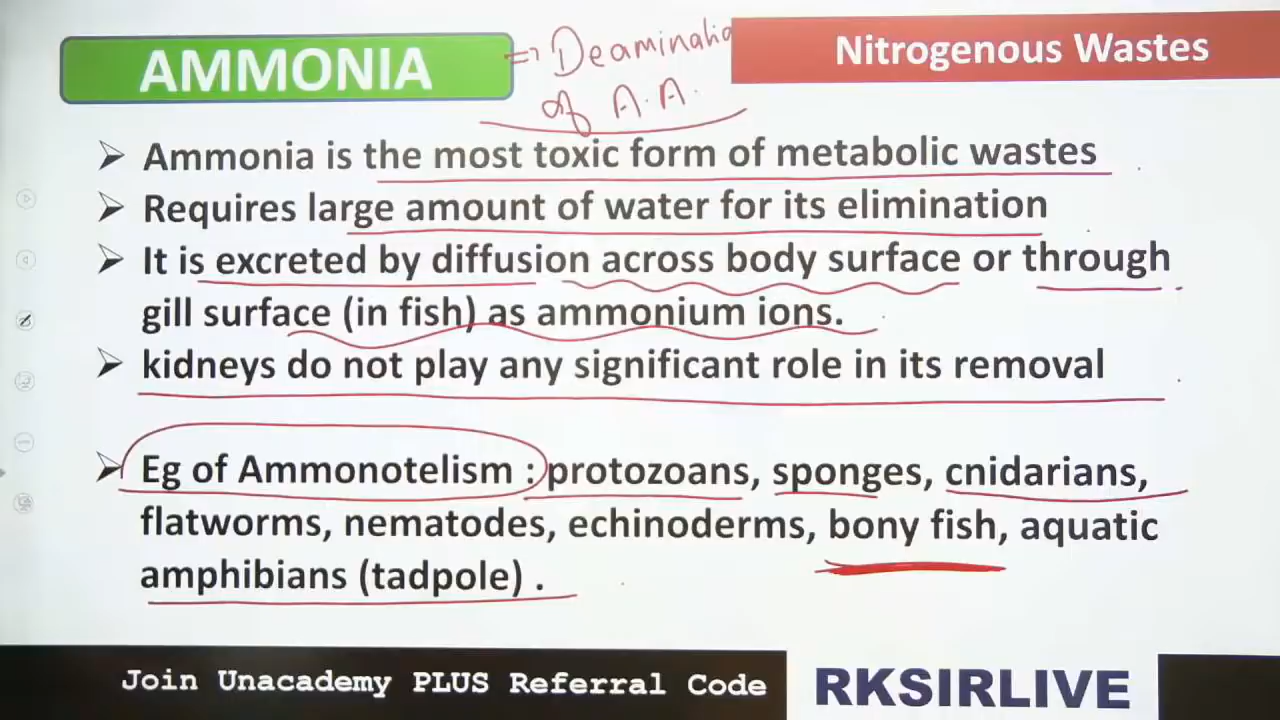 AMMONIA
=> Deaminatio
of A.A.
Nitrogenous Wastes
➢ Ammonia is the most toxic form of metabolic wastes
➢ Requires large amount of water for its elimination
➢ It is excreted by diffusion across body surface or through
gill surface (in fish) as ammonium ions.
➢ kidneys do not play any significant role in its removal
➢ Eg of Ammonotelism : protozoans, sponges, cnidarians,
flatworms, nematodes, echinoderms, bony fish, aquatic
amphibians (tadpole) .
Join Unacademy PLUS Referral Code
RKSIRLIVE